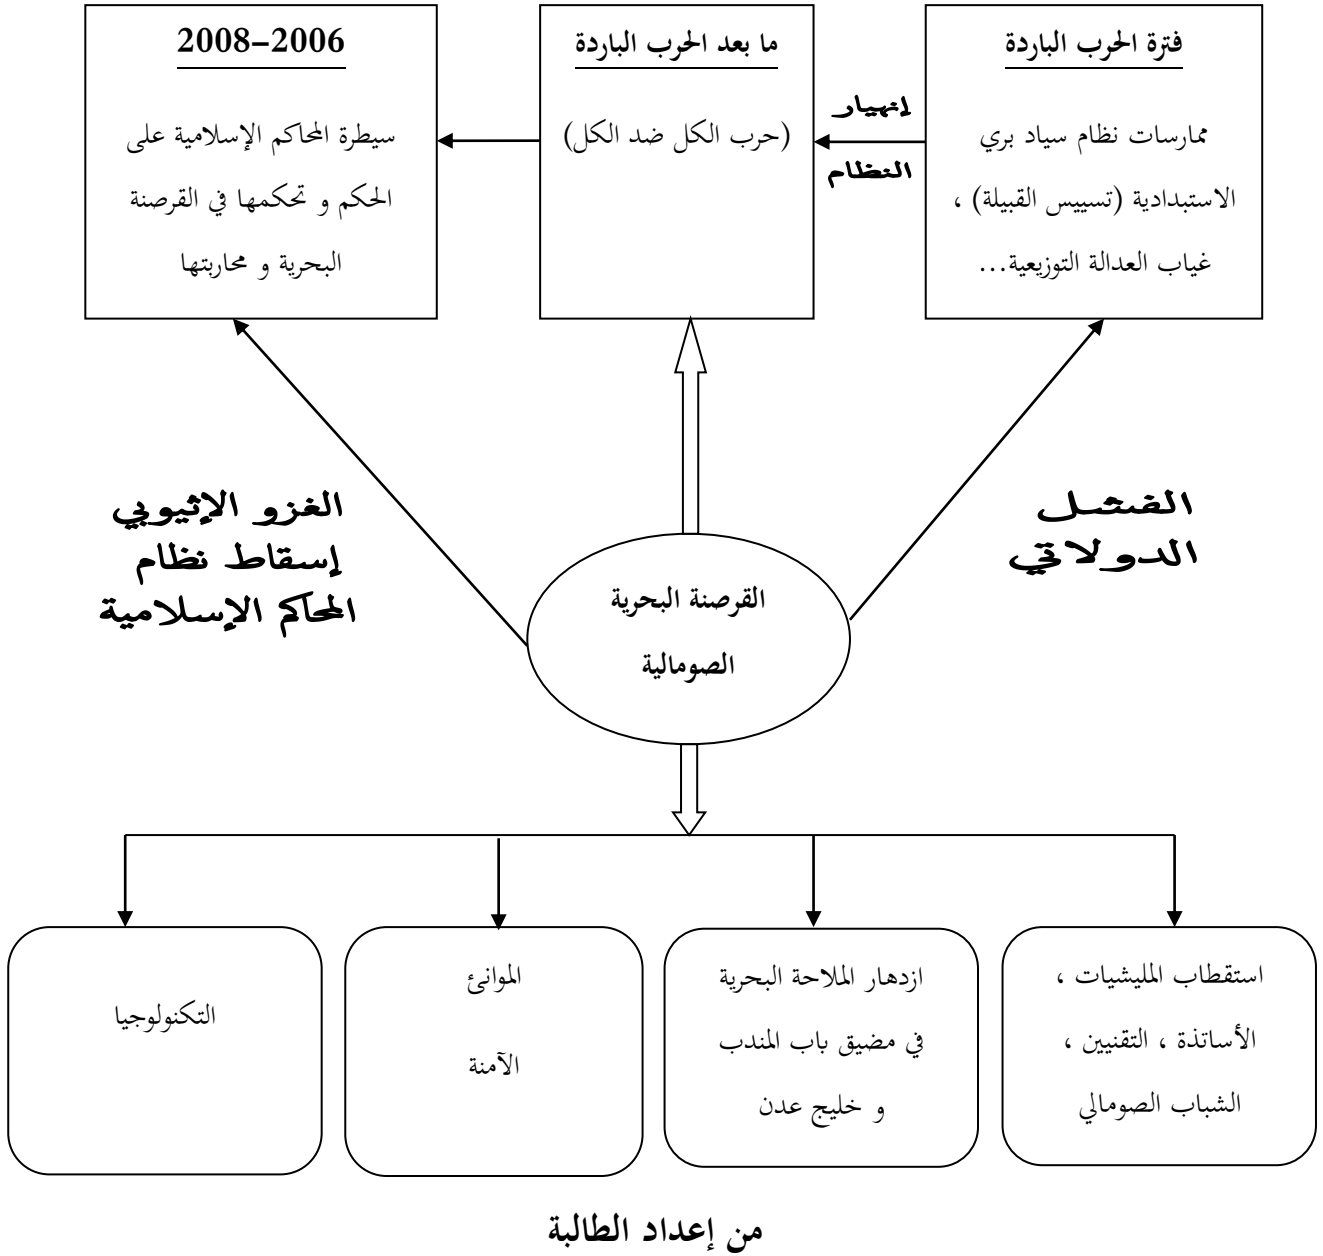 فترة الحرب الباردة
ممارسات نظام سياد بري
الاستبدادية (تسييس القبيلة) ،
غياب العدالة التوزيعية...
إنهيار
النظام
ما بعد الحرب الباردة
(حرب الكل ضد الكل)
2008-2006
سيطرة المحاكم الإسلامية على
الحكم و تحكمها في القرصنة
البحرية و محاربتها
الفشل
الدولاتي
الغزو الإثيوبي
إسقاط نظام
المحاكم الإسلامية
القرصنة البحرية
الصومالية
استقطاب المليشيات ،
الأساتذة ، التقنيين ،
الشباب الصومالي
ازدهار الملاحة البحرية
في مضيق باب المندب
و خليج عدن
الموانئ
الآمنة
التكنولوجيا
من إعداد الطالبة